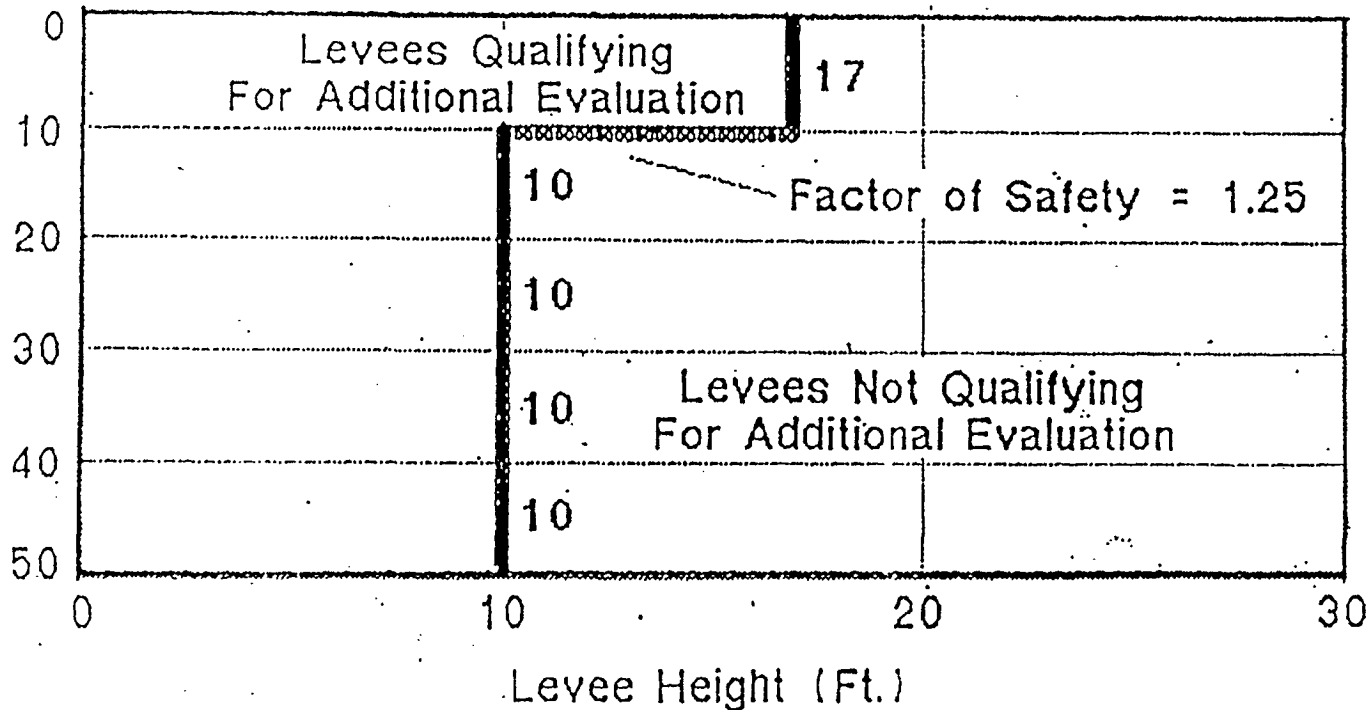 0
Levees Qualifying
For Additional Evaluation
17
10
10
Factor of Safety = 1.25
20
10
30
10
Levees Not Qualifying
For Additional Evaluation
40
10
50
0 10 20 30
Levee Height (Ft.)